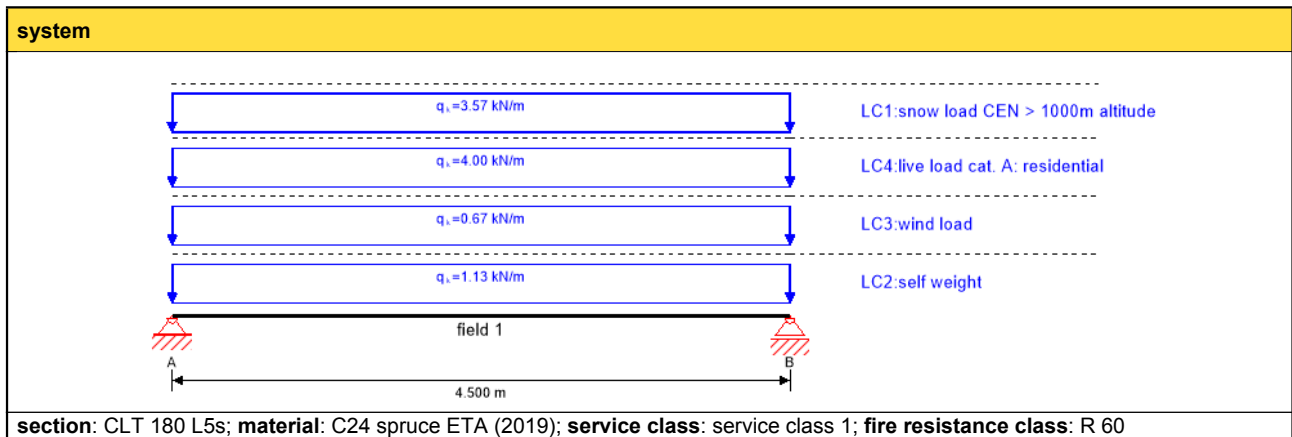 system
qₖ=3.57 kN/m
LC1:snow load CEN > 1000m altitude
qₖ=4.00 kN/m
LC4:live load cat. A: residential
qₖ=0.67 kN/m
LC3:wind load
qₖ=1.13 kN/m
LC2:self weight
field 1
A
B
4.500 m
section: CLT 180 L5s; material: C24 spruce ETA (2019); service class: service class 1; fire resistance class: R 60